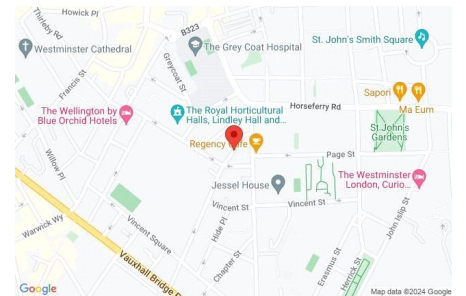 Howick Pl
Thirleby Rd
B323
St. John's Smith Square
Westminster Cathedral
The Grey Coat Hospital
Francis St
Greycoat St
Sapori
Horseferry Rd
Ma Eum
The Wellington by
Blue Orchid Hotels
The Royal Horticultural
Halls, Lindley Hall and...
St John's
Gardens
Regency Cafe
Page St
Willow Pl
The Westminster
London, Curio...
Jessel House
Vincent St
Vincent St
Hide Pl
John Islip St
Warwick Wy
Vincent Square
Vauxhall Bridge
Chapter St
Erasmus St
Herrick St
Google
Map data ©2024 Google